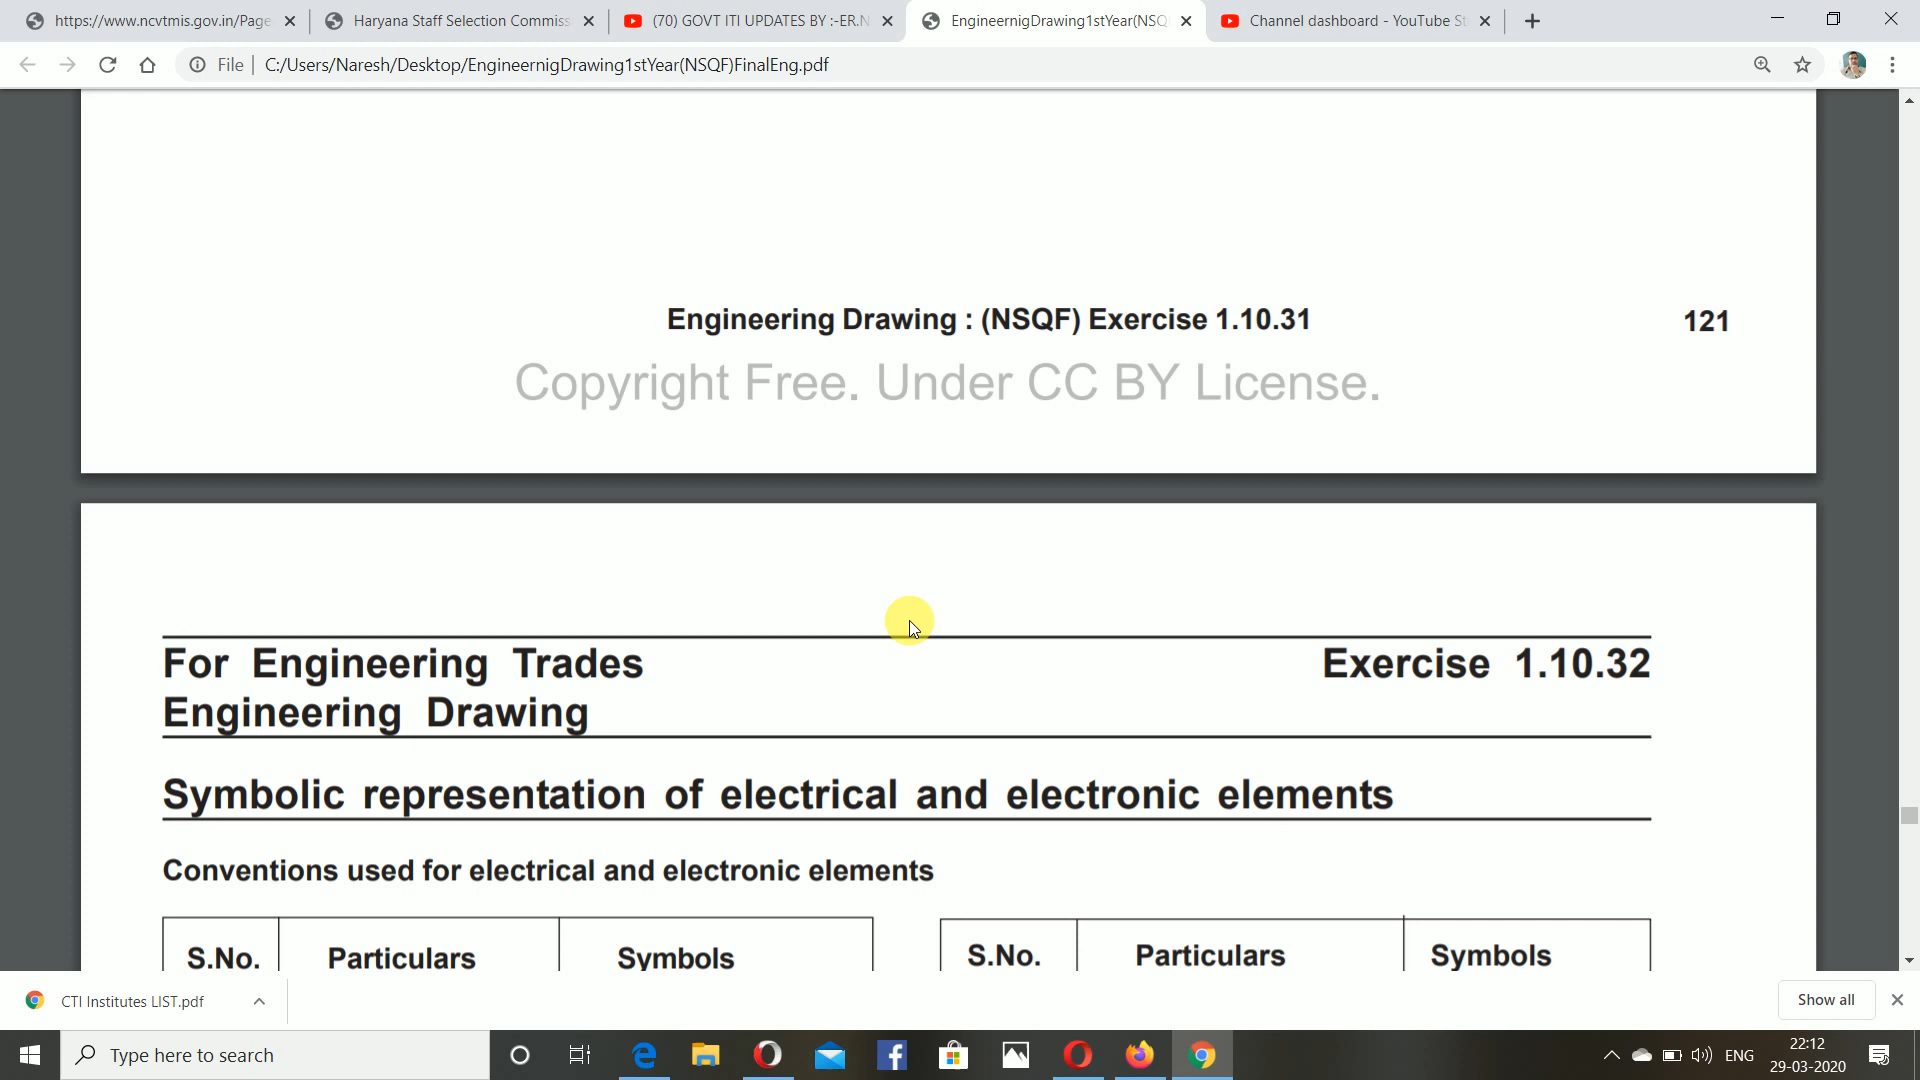 https://www.ncvtmis.gov.in/Page
Haryana Staff Selection Commiss
(70) GOVT ITI UPDATES BY :-ER.N
EngineernigDrawing1stYear(NSQ
Channel dashboard - YouTube St
File
C:/Users/Naresh/Desktop/EngineernigDrawing1stYear(NSQF)FinalEng.pdf
Engineering Drawing : (NSQF) Exercise 1.10.31
121
Copyright Free. Under CC BY License.
For Engineering Trades
Exercise 1.10.32
Engineering Drawing
Symbolic representation of electrical and electronic elements
Conventions used for electrical and electronic elements
S.No. Particulars Symbols
S.No. Particulars Symbols
CTI Institutes LIST.pdf
Show all
Type here to search
ENG
22:12
29-03-2020